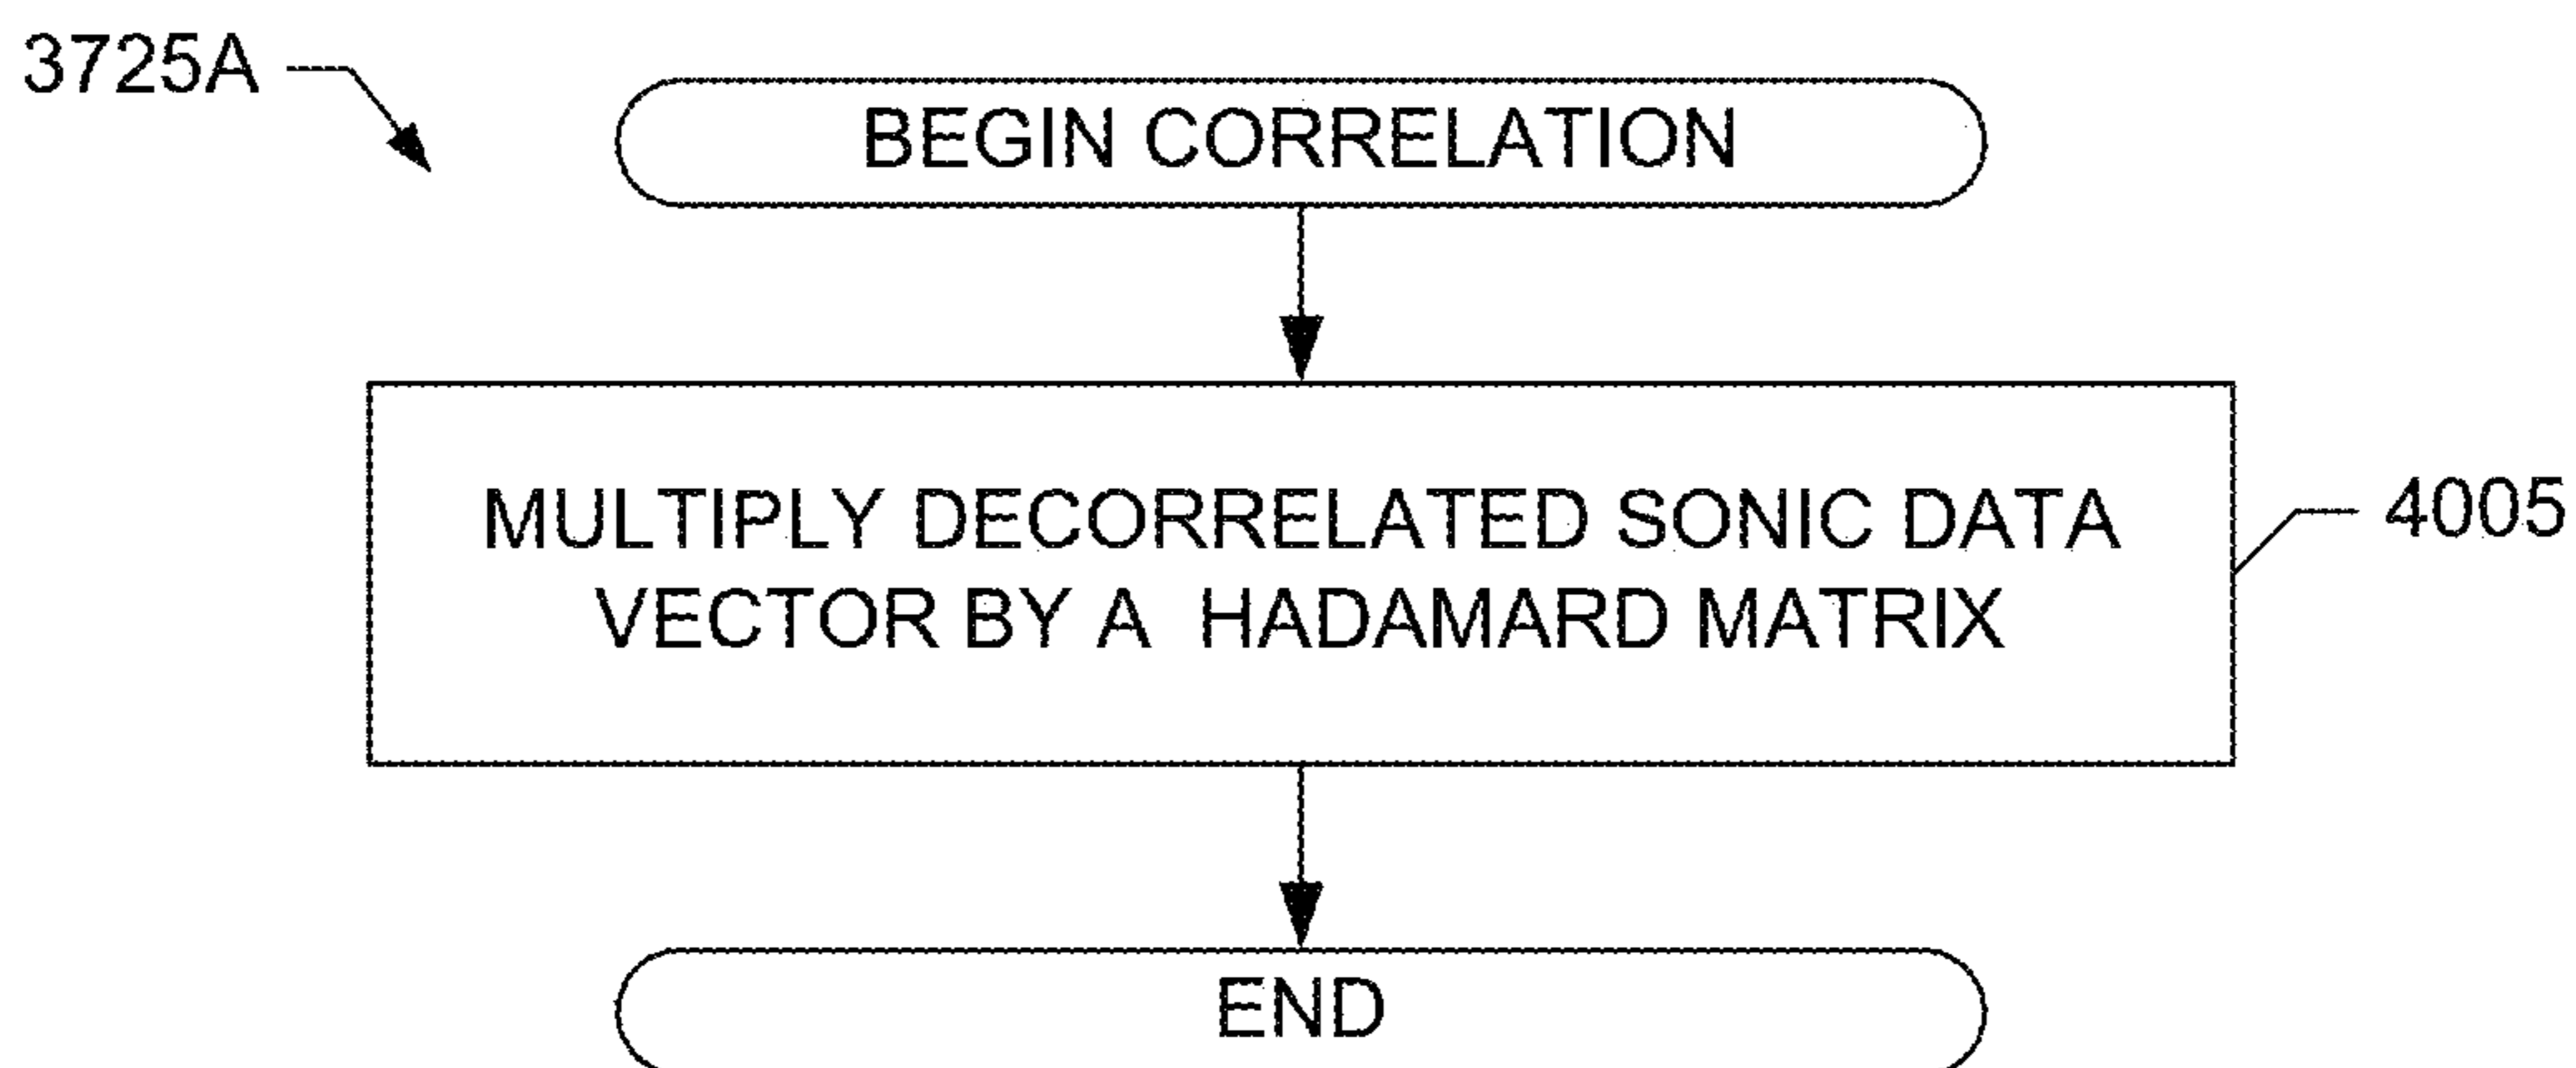 3725A
BEGIN CORRELATION
MULTIPLY DECORRELATED SONIC DATA
VECTOR BY A HADAMARD MATRIX
4005
END